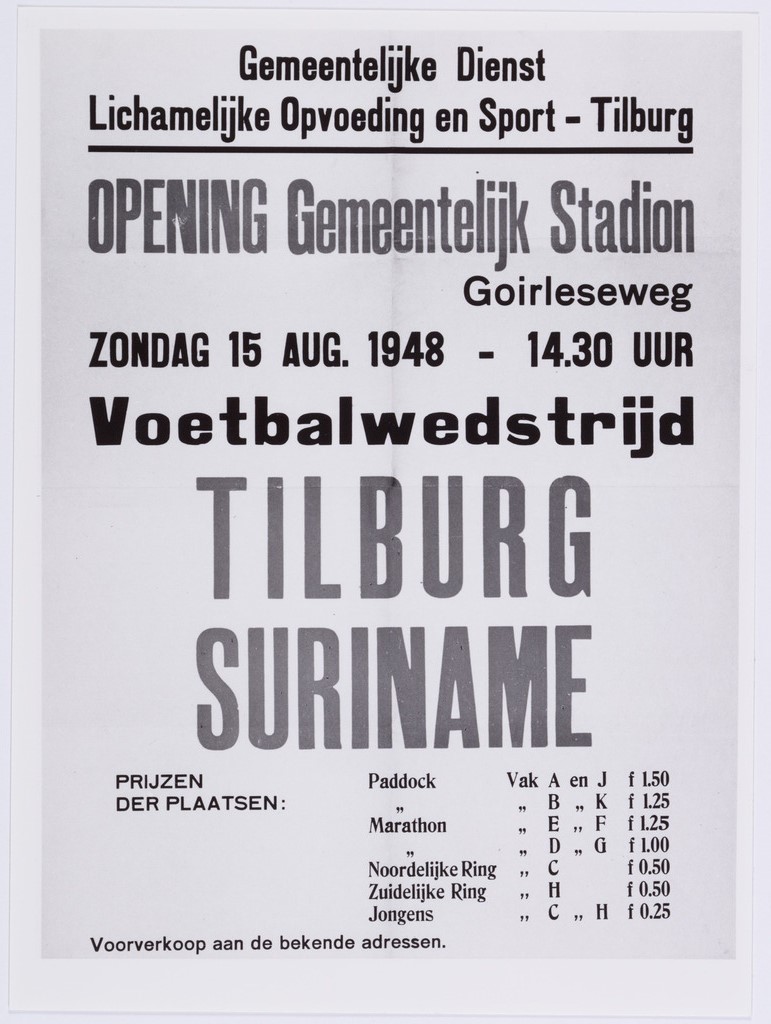 Gemeentelijke Dienst
Lichamelijke Opvoeding en Sport - Tilburg
OPENING Gemeentelijk Stadion
Goirleseweg
ZONDAG 15 AUG. 1948 - 14.30 UUR
Voetbalwedstrijd
TILBURG
SURINAME
PRIJZEN
DER PLAATSEN:
Paddock Vak A en J f 1.50
„ „ B „ K f 1.25
Marathon „ E „ F f 1.25
„ „ D „ G f 1.00
Noordelijke Ring „ C f 0.50
Zuidelijke Ring „ H f 0.50
Jongens „ C „ H f 0.25
Voorverkoop aan de bekende adressen.